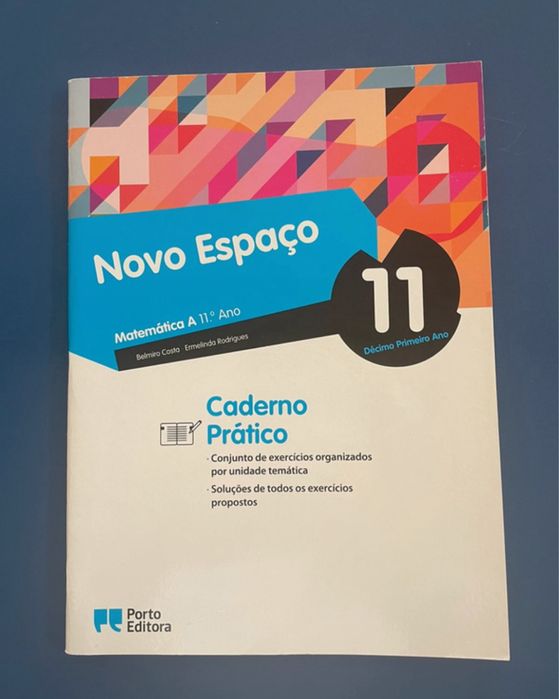 Novo Espaço
Matemática A 11.º Ano
Belmiro Costa · Ermelinda Rodrigues
11
Décimo Primeiro Ano
Caderno
Prático
· Conjunto de exercícios organizados
por unidade temática
· Soluções de todos os exercícios
propostos
Porto
Editora